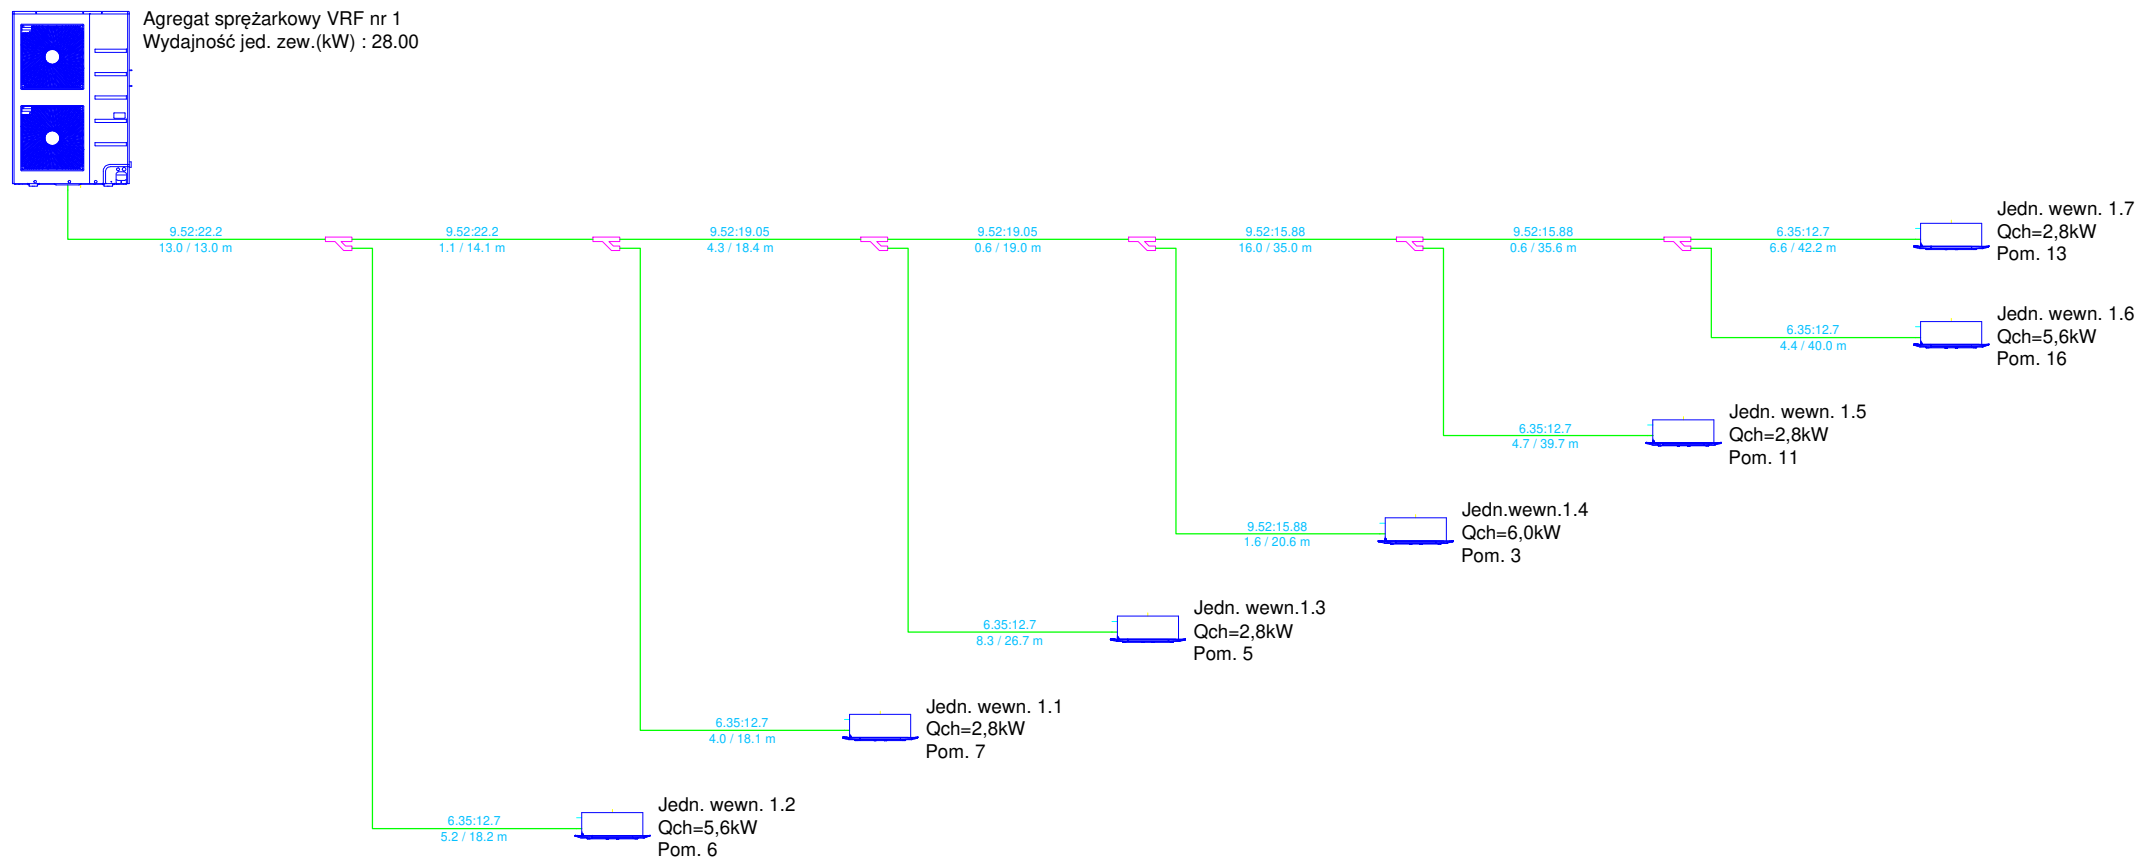 Agregat sprężarkowy VRF nr 1
Wydajność jed. zew.(kW) : 28.00
9.52:22.2
13.0 / 13.0 m
9.52:22.2
1.1 / 14.1 m
9.52:19.05
4.3 / 18.4 m
9.52:19.05
0.6 / 19.0 m
9.52:15.88
16.0 / 35.0 m
9.52:15.88
0.6 / 35.6 m
6.35:12.7
6.6 / 42.2 m
Jedn. wewn. 1.7
Qch=2,8kW
Pom. 13
6.35:12.7
4.4 / 40.0 m
Jedn. wewn. 1.6
Qch=5,6kW
Pom. 16
6.35:12.7
4.7 / 39.7 m
Jedn. wewn. 1.5
Qch=2,8kW
Pom. 11
9.52:15.88
1.6 / 20.6 m
Jedn.wewn.1.4
Qch=6,0kW
Pom. 3
6.35:12.7
8.3 / 26.7 m
Jedn. wewn.1.3
Qch=2,8kW
Pom. 5
6.35:12.7
4.0 / 18.1 m
Jedn. wewn. 1.1
Qch=2,8kW
Pom. 7
6.35:12.7
5.2 / 18.2 m
Jedn. wewn. 1.2
Qch=5,6kW
Pom. 6